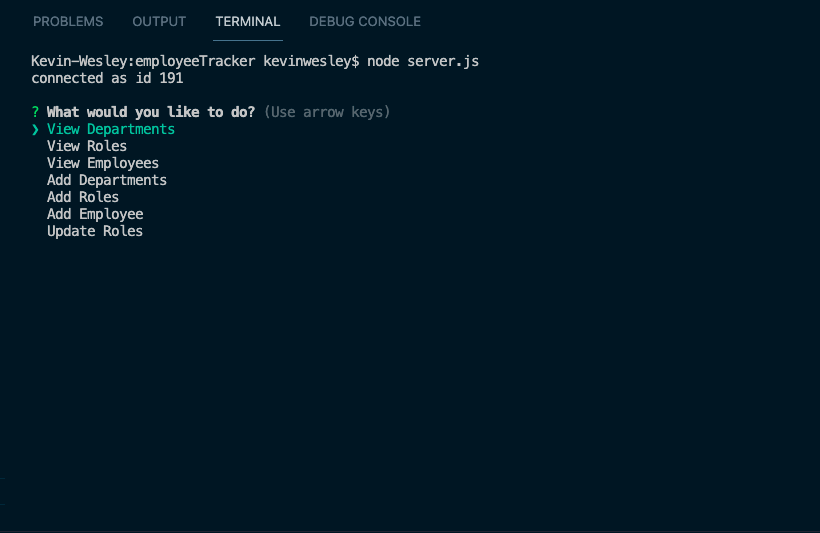 PROBLEMS OUTPUT TERMINAL DEBUG CONSOLE
Kevin-Wesley:employeeTracker kevinwesley$ node server.js
connected as id 191
? What would you like to do? (Use arrow keys)
❯ View Departments
View Roles
View Employees
Add Departments
Add Roles
Add Employee
Update Roles